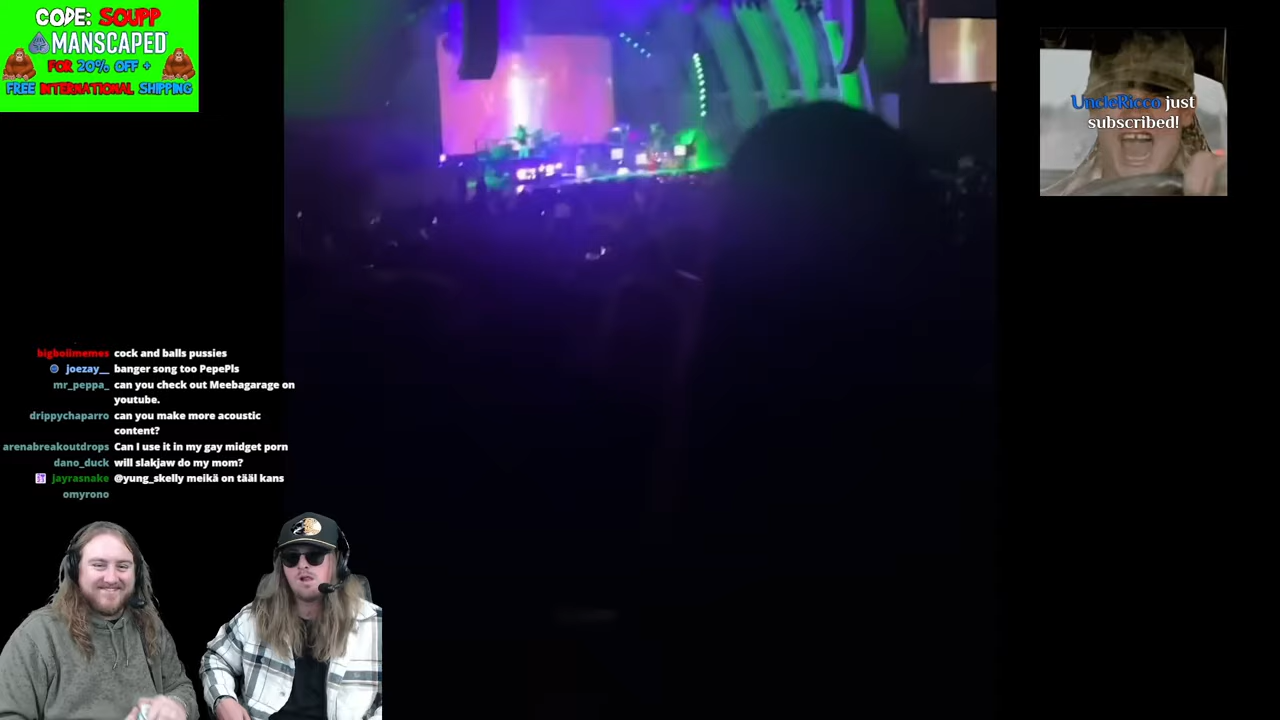 CODE: SOUPP
MANSCAPED
FOR 20% OFF +
FREE INTERNATIONAL SHIPPING
UncleRicco just
subscribed!
bigboiimemes cock and balls pussies
joezay__ banger song too PepePls
mr_peppa_ can you check out Meebagarage on
youtube.
drippychaparro can you make more acoustic
content?
arenabreakoutdrops Can I use it in my gay midget porn
dano_duck will slakjaw do my mom?
jayrasnake @yung_skelly meikä on tääl kans
omyrono